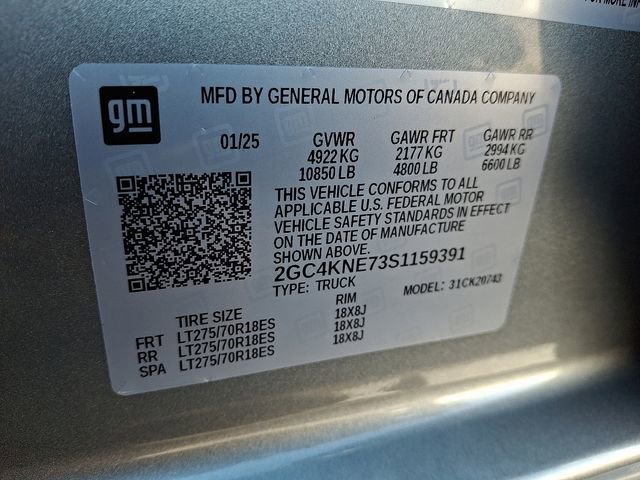 FOR MORE INF
gm
MFD BY GENERAL MOTORS OF CANADA COMPANY
01/25 GVWR GAWR FRT GAWR RR
4922 KG 2177 KG 2994 KG
10850 LB 4800 LB 6600 LB
THIS VEHICLE CONFORMS TO ALL
APPLICABLE U.S. FEDERAL MOTOR
VEHICLE SAFETY STANDARDS IN EFFECT
ON THE DATE OF MANUFACTURE
SHOWN ABOVE.
2GC4KNE73S1159391
TYPE: TRUCK MODEL: 31CK20743
TIRE SIZE RIM
FRT LT275/70R18ES 18X8J
RR LT275/70R18ES 18X8J
SPA LT275/70R18ES 18X8J